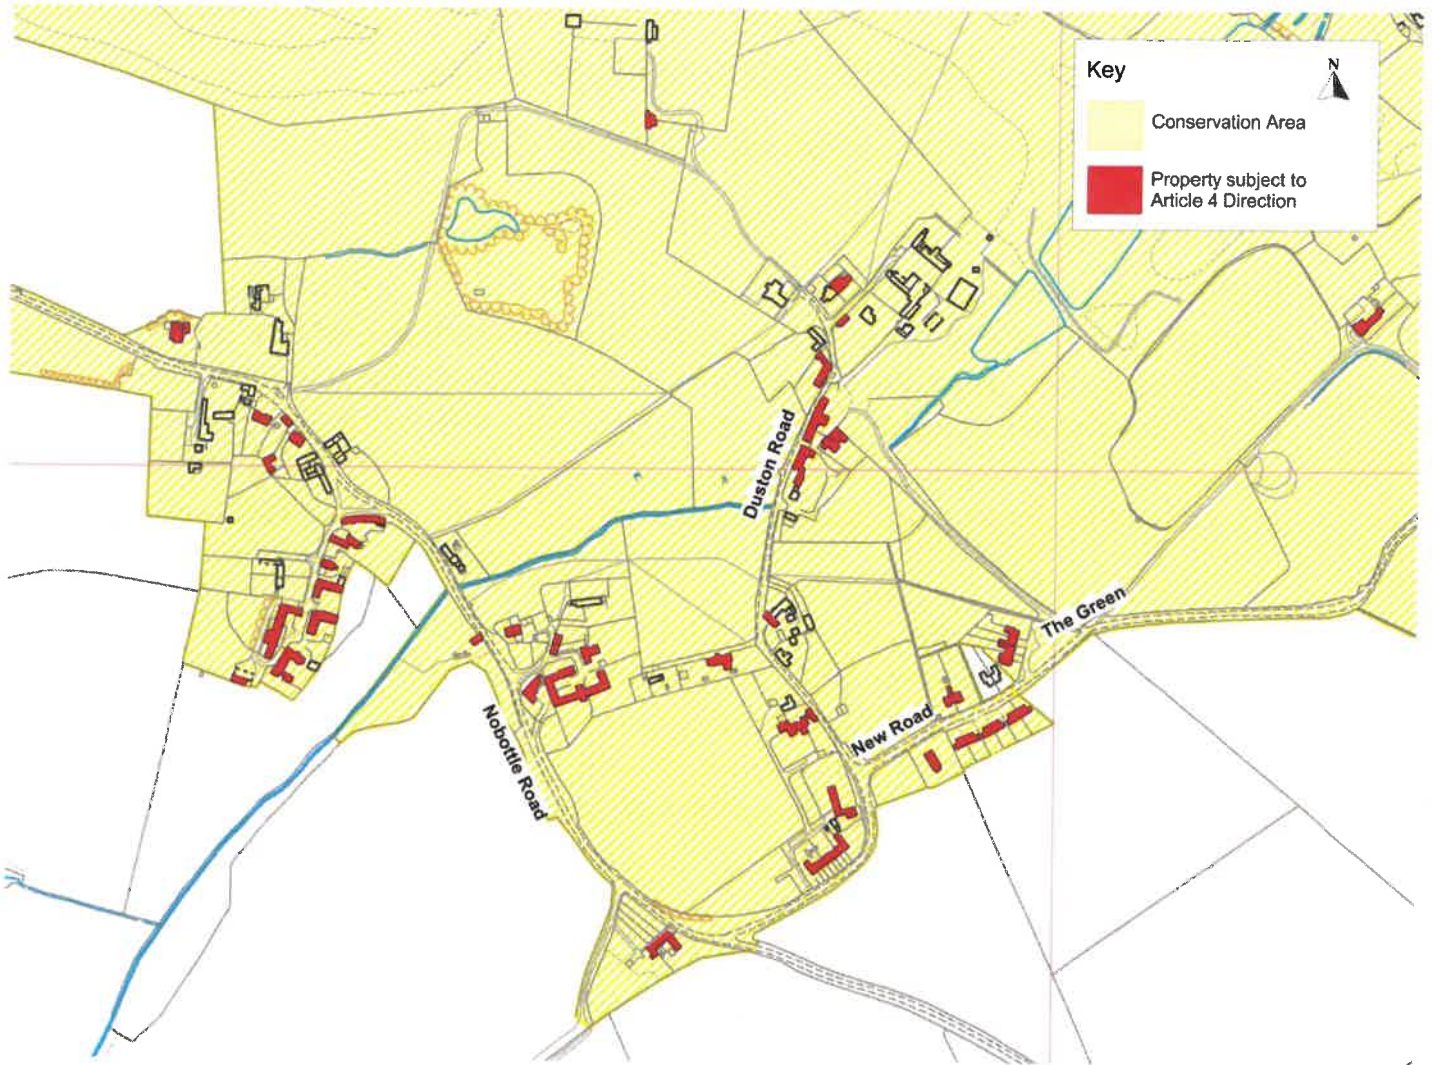 Key
N
Conservation Area
Property subject to
Article 4 Direction
Duston Road
The Green
New Road
Nobottle Road